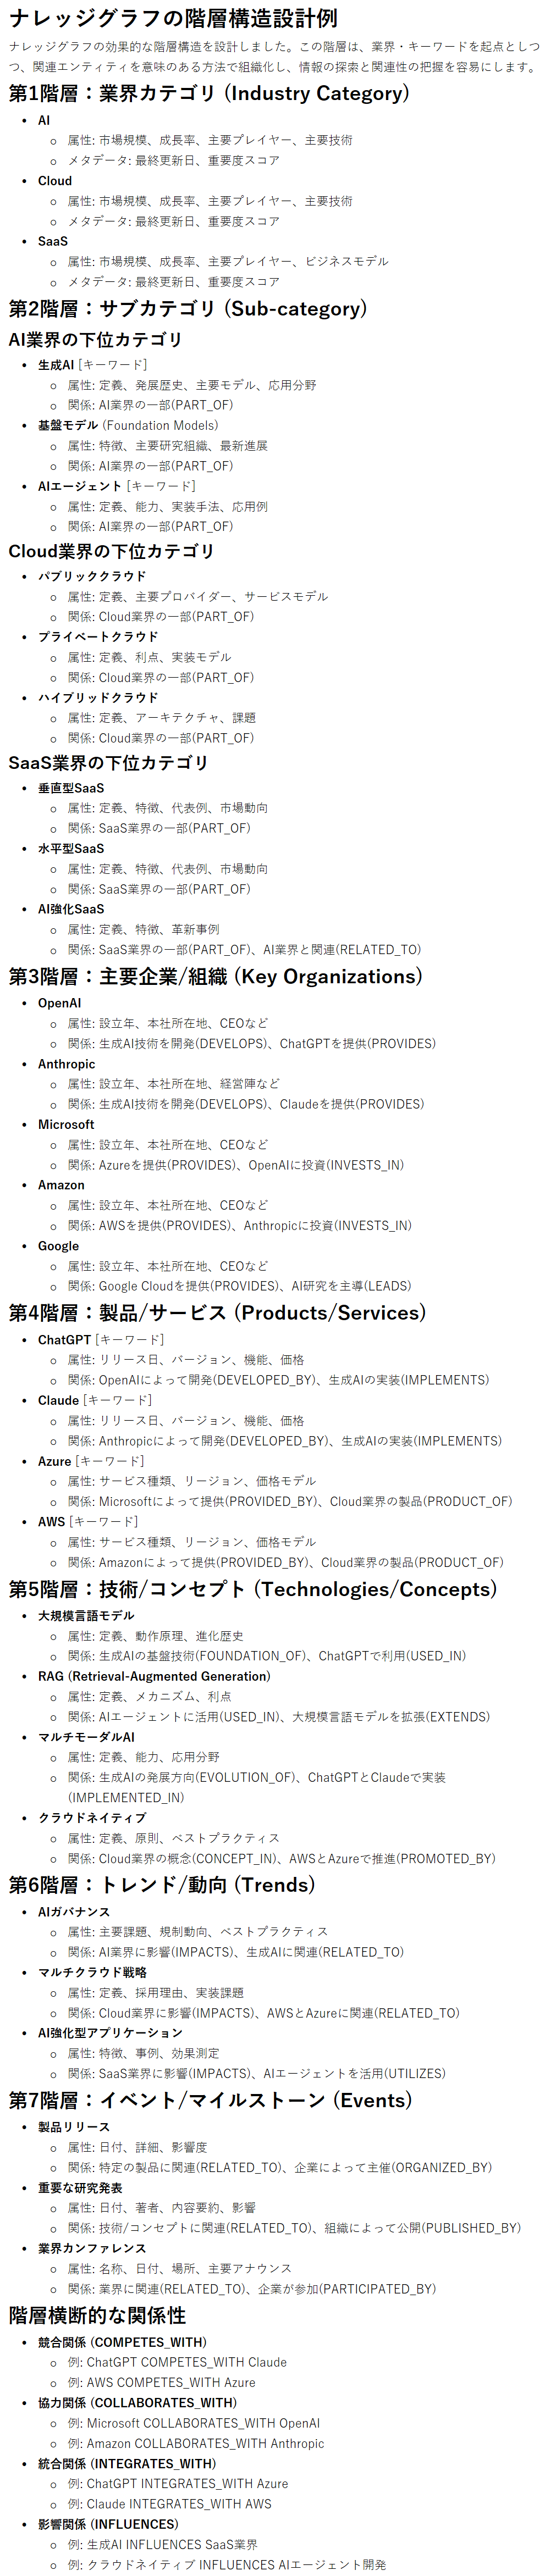 ナレッジグラフの階層構造設計例
ナレッジグラフの効果的な階層構造を設計しました。この階層は、業界・キーワードを起点としつ
つ、関連エンティティを意味のある方法で組織化し、情報の探索と関連性の把握を容易にします。
第1階層：業界カテゴリ (Industry Category)
• AI
○ 属性: 市場規模、成長率、主要プレイヤー、主要技術
○ メタデータ: 最終更新日、重要度スコア
• Cloud
○ 属性: 市場規模、成長率、主要プレイヤー、主要技術
○ メタデータ: 最終更新日、重要度スコア
• SaaS
○ 属性: 市場規模、成長率、主要プレイヤー、ビジネスモデル
○ メタデータ: 最終更新日、重要度スコア
第2階層：サブカテゴリ (Sub-category)
AI業界の下位カテゴリ
• 生成AI [キーワード]
○ 属性: 定義、発展歴史、主要モデル、応用分野
○ 関係: AI業界の一部(PART_OF)
• 基盤モデル (Foundation Models)
○ 属性: 特徴、主要研究組織、最新進展
○ 関係: AI業界の一部(PART_OF)
• AIエージェント [キーワード]
○ 属性: 定義、能力、実装手法、応用例
○ 関係: AI業界の一部(PART_OF)
Cloud業界の下位カテゴリ
• パブリッククラウド
○ 属性: 定義、主要プロバイダー、サービスモデル
○ 関係: Cloud業界の一部(PART_OF)
• プライベートクラウド
○ 属性: 定義、利点、実装モデル
○ 関係: Cloud業界の一部(PART_OF)
• ハイブリッドクラウド
○ 属性: 定義、アーキテクチャ、課題
○ 関係: Cloud業界の一部(PART_OF)
SaaS業界の下位カテゴリ
• 垂直型SaaS
○ 属性: 定義、特徴、代表例、市場動向
○ 関係: SaaS業界の一部(PART_OF)
• 水平型SaaS
○ 属性: 定義、特徴、代表例、市場動向
○ 関係: SaaS業界の一部(PART_OF)
• AI強化SaaS
○ 属性: 定義、特徴、革新事例
○ 関係: SaaS業界の一部(PART_OF)、AI業界と関連(RELATED_TO)
第3階層：主要企業/組織 (Key Organizations)
• OpenAI
○ 属性: 設立年、本社所在地、CEOなど
○ 関係: 生成AI技術を開発(DEVELOPS)、ChatGPTを提供(PROVIDES)
• Anthropic
○ 属性: 設立年、本社所在地、経営陣など
○ 関係: 生成AI技術を開発(DEVELOPS)、Claudeを提供(PROVIDES)
• Microsoft
○ 属性: 設立年、本社所在地、CEOなど
○ 関係: Azureを提供(PROVIDES)、OpenAIに投資(INVESTS_IN)
• Amazon
○ 属性: 設立年、本社所在地、CEOなど
○ 関係: AWSを提供(PROVIDES)、Anthropicに投資(INVESTS_IN)
• Google
○ 属性: 設立年、本社所在地、CEOなど
○ 関係: Google Cloudを提供(PROVIDES)、AI研究を主導(LEADS)
第4階層：製品/サービス (Products/Services)
• ChatGPT [キーワード]
○ 属性: リリース日、バージョン、機能、価格
○ 関係: OpenAIによって開発(DEVELOPED_BY)、生成AIの実装(IMPLEMENTS)
• Claude [キーワード]
○ 属性: リリース日、バージョン、機能、価格
○ 関係: Anthropicによって開発(DEVELOPED_BY)、生成AIの実装(IMPLEMENTS)
• Azure [キーワード]
○ 属性: サービス種類、リージョン、価格モデル
○ 関係: Microsoftによって提供(PROVIDED_BY)、Cloud業界の製品(PRODUCT_OF)
• AWS [キーワード]
○ 属性: サービス種類、リージョン、価格モデル
○ 関係: Amazonによって提供(PROVIDED_BY)、Cloud業界の製品(PRODUCT_OF)
第5階層：技術/コンセプト (Technologies/Concepts)
• 大規模言語モデル
○ 属性: 定義、動作原理、進化歴史
○ 関係: 生成AIの基盤技術(FOUNDATION_OF)、ChatGPTで利用(USED_IN)
• RAG (Retrieval-Augmented Generation)
○ 属性: 定義、メカニズム、利点
○ 関係: AIエージェントに活用(USED_IN)、大規模言語モデルを拡張(EXTENDS)
• マルチモーダルAI
○ 属性: 定義、能力、応用分野
○ 関係: 生成AIの発展方向(EVOLUTION_OF)、ChatGPTとClaudeで実装
(IMPLEMENTED_IN)
• クラウドネイティブ
○ 属性: 定義、原則、ベストプラクティス
○ 関係: Cloud業界の概念(CONCEPT_IN)、AWSとAzureで推進(PROMOTED_BY)
第6階層：トレンド/動向 (Trends)
• AIガバナンス
○ 属性: 主要課題、規制動向、ベストプラクティス
○ 関係: AI業界に影響(IMPACTS)、生成AIに関連(RELATED_TO)
• マルチクラウド戦略
○ 属性: 定義、採用理由、実装課題
○ 関係: Cloud業界に影響(IMPACTS)、AWSとAzureに関連(RELATED_TO)
• AI強化型アプリケーション
○ 属性: 特徴、事例、効果測定
○ 関係: SaaS業界に影響(IMPACTS)、AIエージェントを活用(UTILIZES)
第7階層：イベント/マイルストーン (Events)
• 製品リリース
○ 属性: 日付、詳細、影響度
○ 関係: 特定の製品に関連(RELATED_TO)、企業によって主催(ORGANIZED_BY)
• 重要な研究発表
○ 属性: 日付、著者、内容要約、影響
○ 関係: 技術/コンセプトに関連(RELATED_TO)、組織によって公開(PUBLISHED_BY)
• 業界カンファレンス
○ 属性: 名称、日付、場所、主要アナウンス
○ 関係: 業界に関連(RELATED_TO)、企業が参加(PARTICIPATED_BY)
階層横断的な関係性
• 競合関係 (COMPETES_WITH)
○ 例: ChatGPT COMPETES_WITH Claude
○ 例: AWS COMPETES_WITH Azure
• 協力関係 (COLLABORATES_WITH)
○ 例: Microsoft COLLABORATES_WITH OpenAI
○ 例: Amazon COLLABORATES_WITH Anthropic
• 統合関係 (INTEGRATES_WITH)
○ 例: ChatGPT INTEGRATES_WITH Azure
○ 例: Claude INTEGRATES_WITH AWS
• 影響関係 (INFLUENCES)
○ 例: 生成AI INFLUENCES SaaS業界
○ 例: クラウドネイティブ INFLUENCES AIエージェント開発